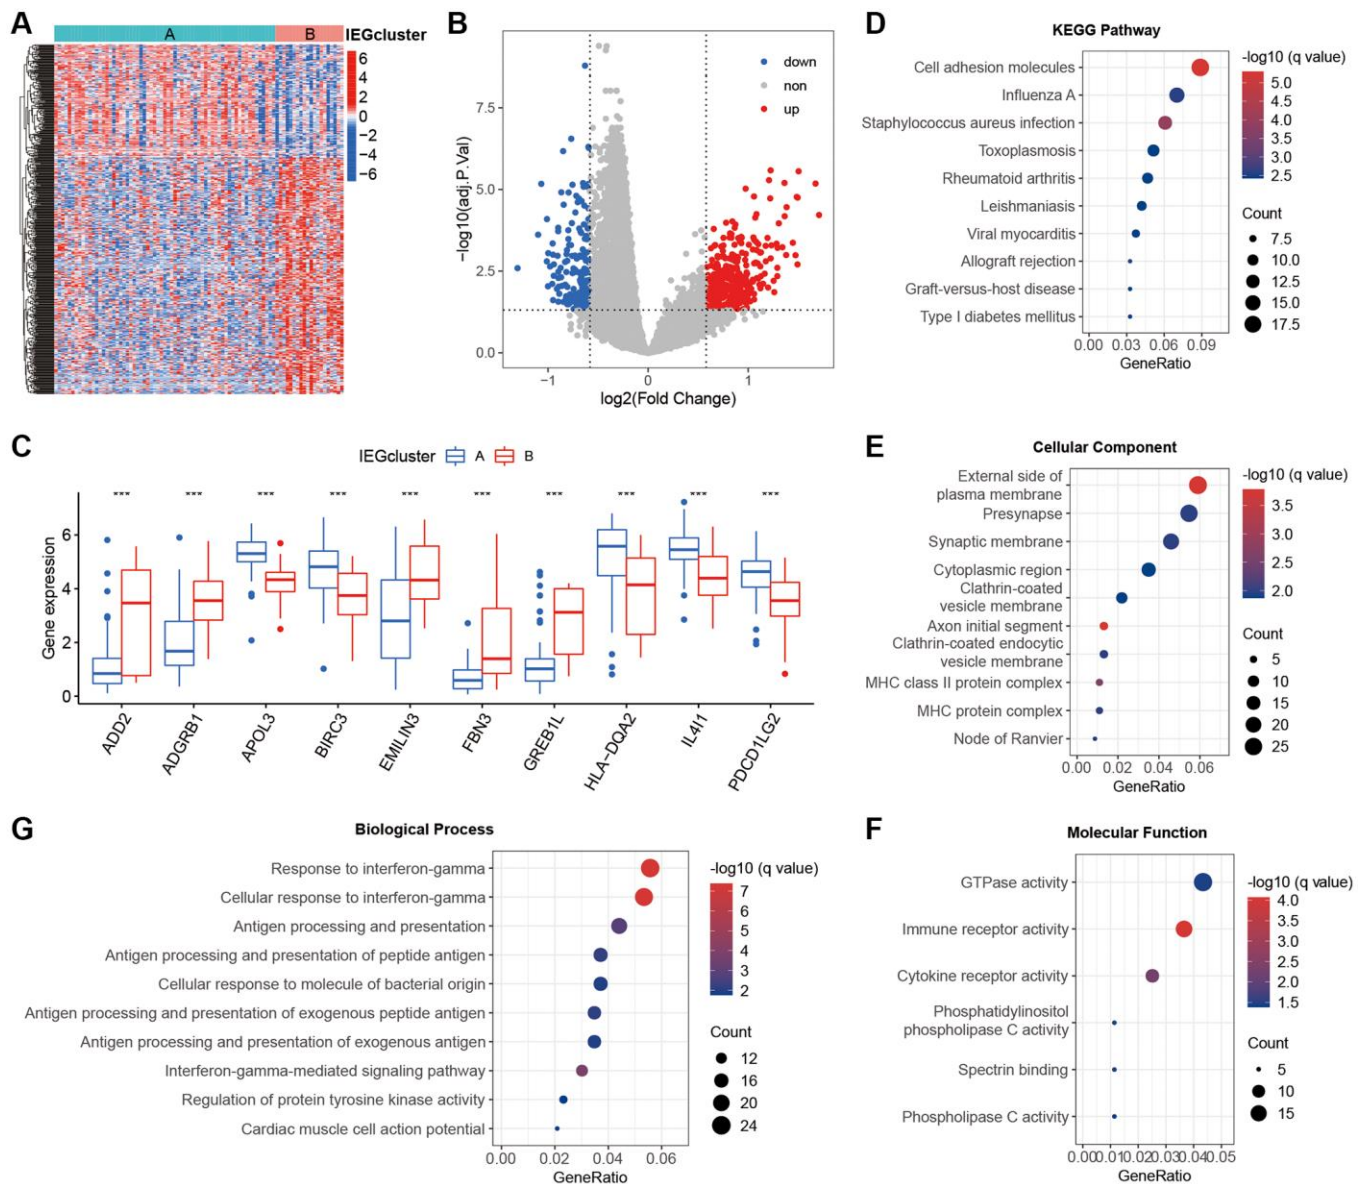 A
A
B
IEGcluster
6
4
2
0
−2
−4
−6
B
down
non
up
7.5
5.0
2.5
0.0
−log10(adj.P.Val)
−1
0
1
log2(Fold Change)
D
KEGG Pathway
Cell adhesion molecules
Influenza A
Staphylococcus aureus infection
Toxoplasmosis
Rheumatoid arthritis
Leishmaniasis
Viral myocarditis
Allograft rejection
Graft-versus-host disease
Type I diabetes mellitus
0.00 0.03 0.06 0.09
GeneRatio
-log10 (q value)
5.0
4.5
4.0
3.5
3.0
2.5
Count
7.5
10.0
12.5
15.0
17.5
C
IEGcluster A B
Gene expression
6
4
2
0
*** *** *** *** *** *** *** *** *** ***
ADD2
ADGRB1
APOL3
BIRC3
EMILIN3
FBN3
GREB1L
HLA−DQA2
IL4I1
PDCD1LG2
E
Cellular Component
External side of
plasma membrane
Presynapse
Synaptic membrane
Cytoplasmic region
Clathrin-coated
vesicle membrane
Axon initial segment
Clathrin-coated endocytic
vesicle membrane
MHC class II protein complex
MHC protein complex
Node of Ranvier
0.00 0.02 0.04 0.06
GeneRatio
-log10 (q value)
3.5
3.0
2.5
2.0
Count
5
10
15
20
25
G
Biological Process
Response to interferon-gamma
Cellular response to interferon-gamma
Antigen processing and presentation
Antigen processing and presentation of peptide antigen
Cellular response to molecule of bacterial origin
Antigen processing and presentation of exogenous peptide antigen
Antigen processing and presentation of exogenous antigen
Interferon-gamma-mediated signaling pathway
Regulation of protein tyrosine kinase activity
Cardiac muscle cell action potential
0.00 0.02 0.04 0.06
GeneRatio
-log10 (q value)
7
6
5
4
3
2
Count
12
16
20
24
F
Molecular Function
GTPase activity
Immune receptor activity
Cytokine receptor activity
Phosphatidylinositol
phospholipase C activity
Spectrin binding
Phospholipase C activity
0.00 0.01 0.02 0.03 0.04 0.05
GeneRatio
-log10 (q value)
4.0
3.5
3.0
2.5
2.0
1.5
Count
5
10
15